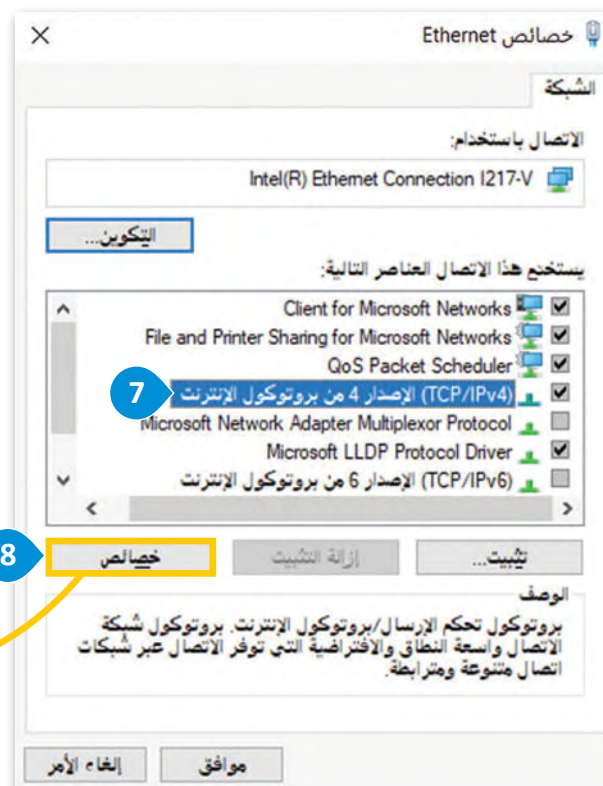 خصائص Ethernet
الشبكة
الاتصال باستخدام:
Intel(R) Ethernet Connection I217-V
التكوين...
يستخدم هذا الاتصال العناصر التالية:
Client for Microsoft Networks
File and Printer Sharing for Microsoft Networks
QoS Packet Scheduler
7
(TCP/IPv4) الإصدار 4 من بروتوكول الإنترنت
Microsoft Network Adapter Multiplexor Protocol
Microsoft LLDP Protocol Driver
(TCP/IPv6) الإصدار 6 من بروتوكول الإنترنت
تثبيت... إزالة التثبيت خصائص 8
الوصف
بروتوكول تحكم الإرسال/بروتوكول الإنترنت. بروتوكول شبكة
الاتصال واسعة النطاق والافتراضية التي توفر الاتصال عبر شبكات
اتصال متنوعة ومترابطة.
موافق إلغاء الأمر